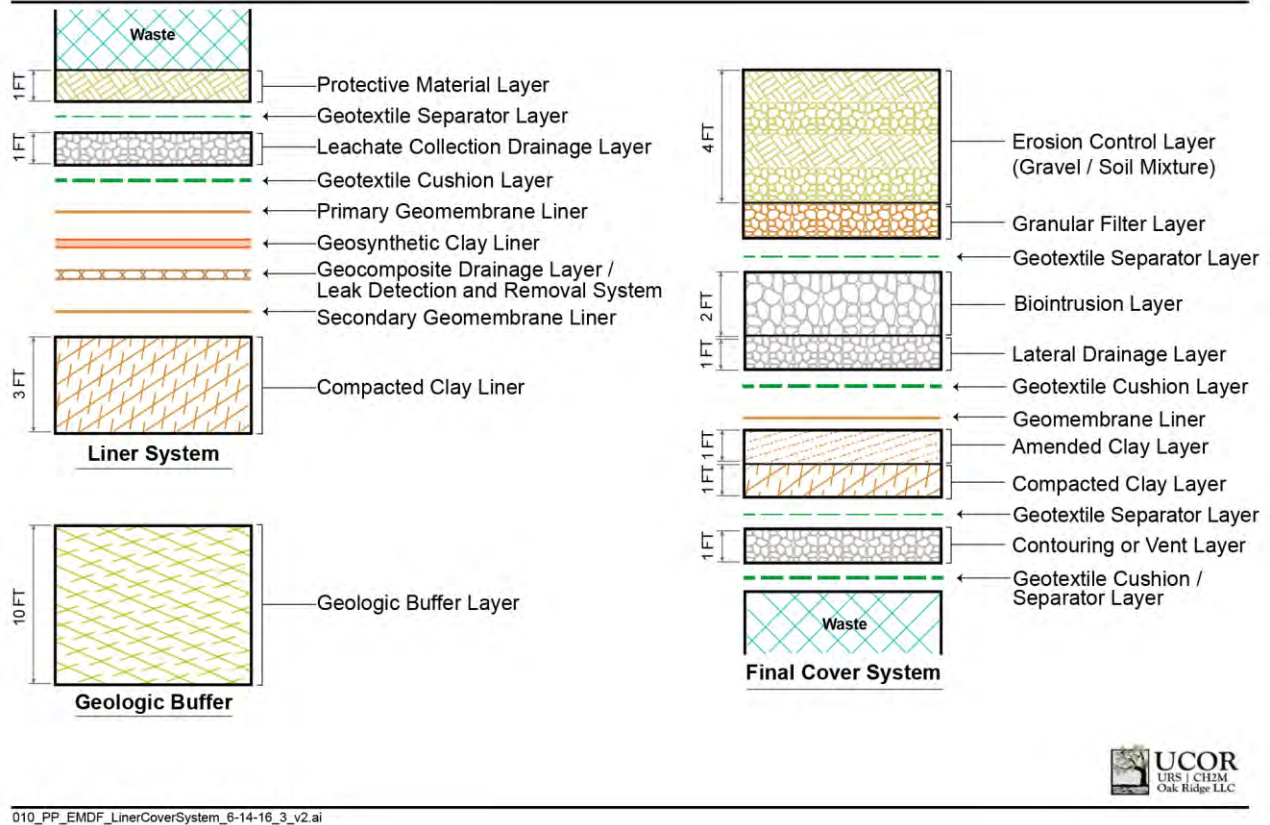 Waste
1 FT
Protective Material Layer
Geotextile Separator Layer
1 FT
Leachate Collection Drainage Layer
Geotextile Cushion Layer
Primary Geomembrane Liner
Geosynthetic Clay Liner
Geocomposite Drainage Layer /
Leak Detection and Removal System
Secondary Geomembrane Liner
3 FT
Compacted Clay Liner
Liner System
10 FT
Geologic Buffer Layer
Geologic Buffer
4 FT
Erosion Control Layer
(Gravel / Soil Mixture)
Granular Filter Layer
Geotextile Separator Layer
2 FT
Biointrusion Layer
1 FT
Lateral Drainage Layer
Geotextile Cushion Layer
Geomembrane Liner
1 FT
Amended Clay Layer
1 FT
Compacted Clay Layer
Geotextile Separator Layer
1 FT
Contouring or Vent Layer
Geotextile Cushion /
Separator Layer
Waste
Final Cover System
UCOR
URS | CH2M
Oak Ridge LLC
010_PP_EMDF_LinerCoverSystem_6-14-16_3_v2.ai